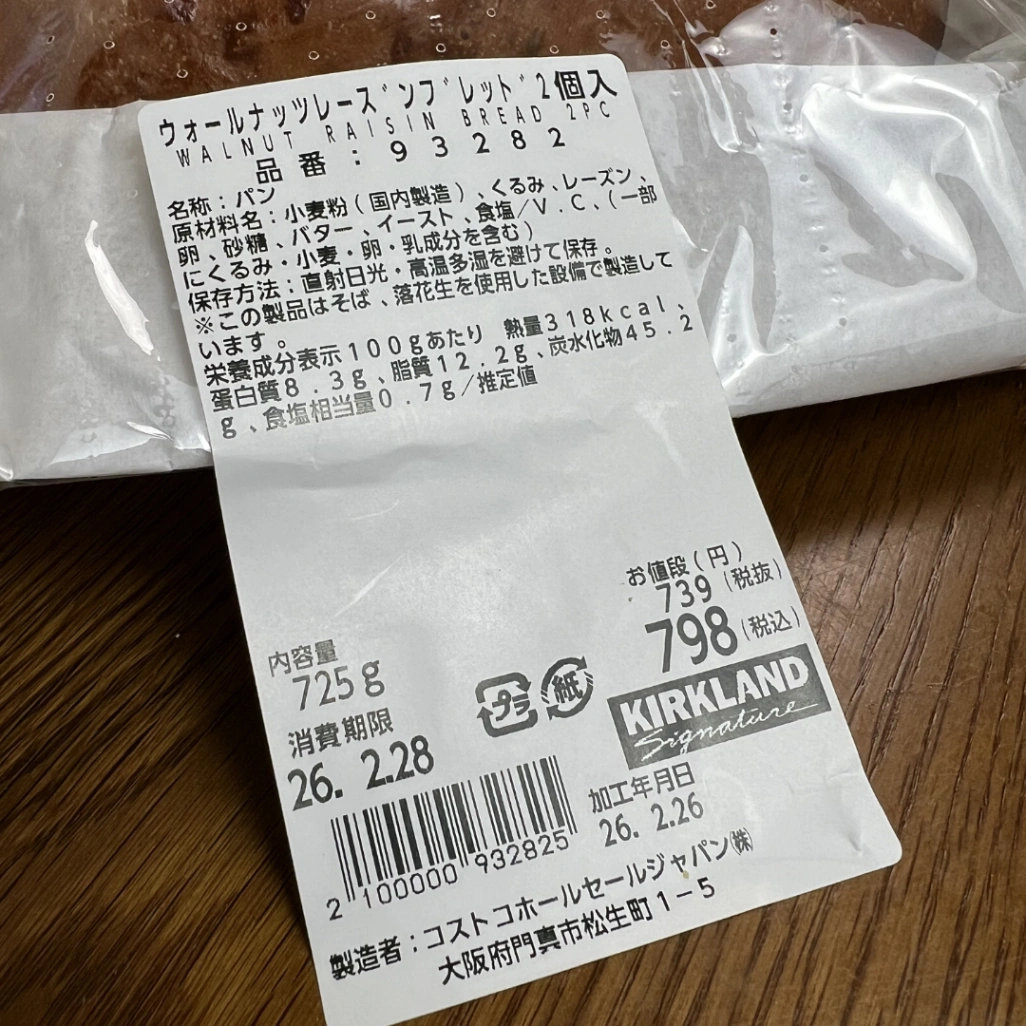 ウォールナッツレーズンブレッド2個入
WALNUT RAISIN BREAD 2PC
品番:93282
名称:パン
原材料名:小麦粉(国内製造)、くるみ、レーズン、
卵、砂糖、バター、イースト、食塩/V.C、(一部
にくるみ・小麦・卵・乳成分を含む)
保存方法:直射日光・高温多湿を避けて保存。
※この製品はそば、落花生を使用した設備で製造して
います。
栄養成分表示100gあたり 熱量318kcal、
蛋白質8.3g、脂質12.2g、炭水化物45.2
g、食塩相当量0.7g/推定値
お値段(円)
739(税抜)
798(税込)
内容量
725g
プラ
紙
KIRKLAND
Signature
消費期限
26. 2.28
加工年月日
26. 2.26
2 100000 932825
製造者:コストコホールセールジャパン㈱
大阪府門真市松生町1-5